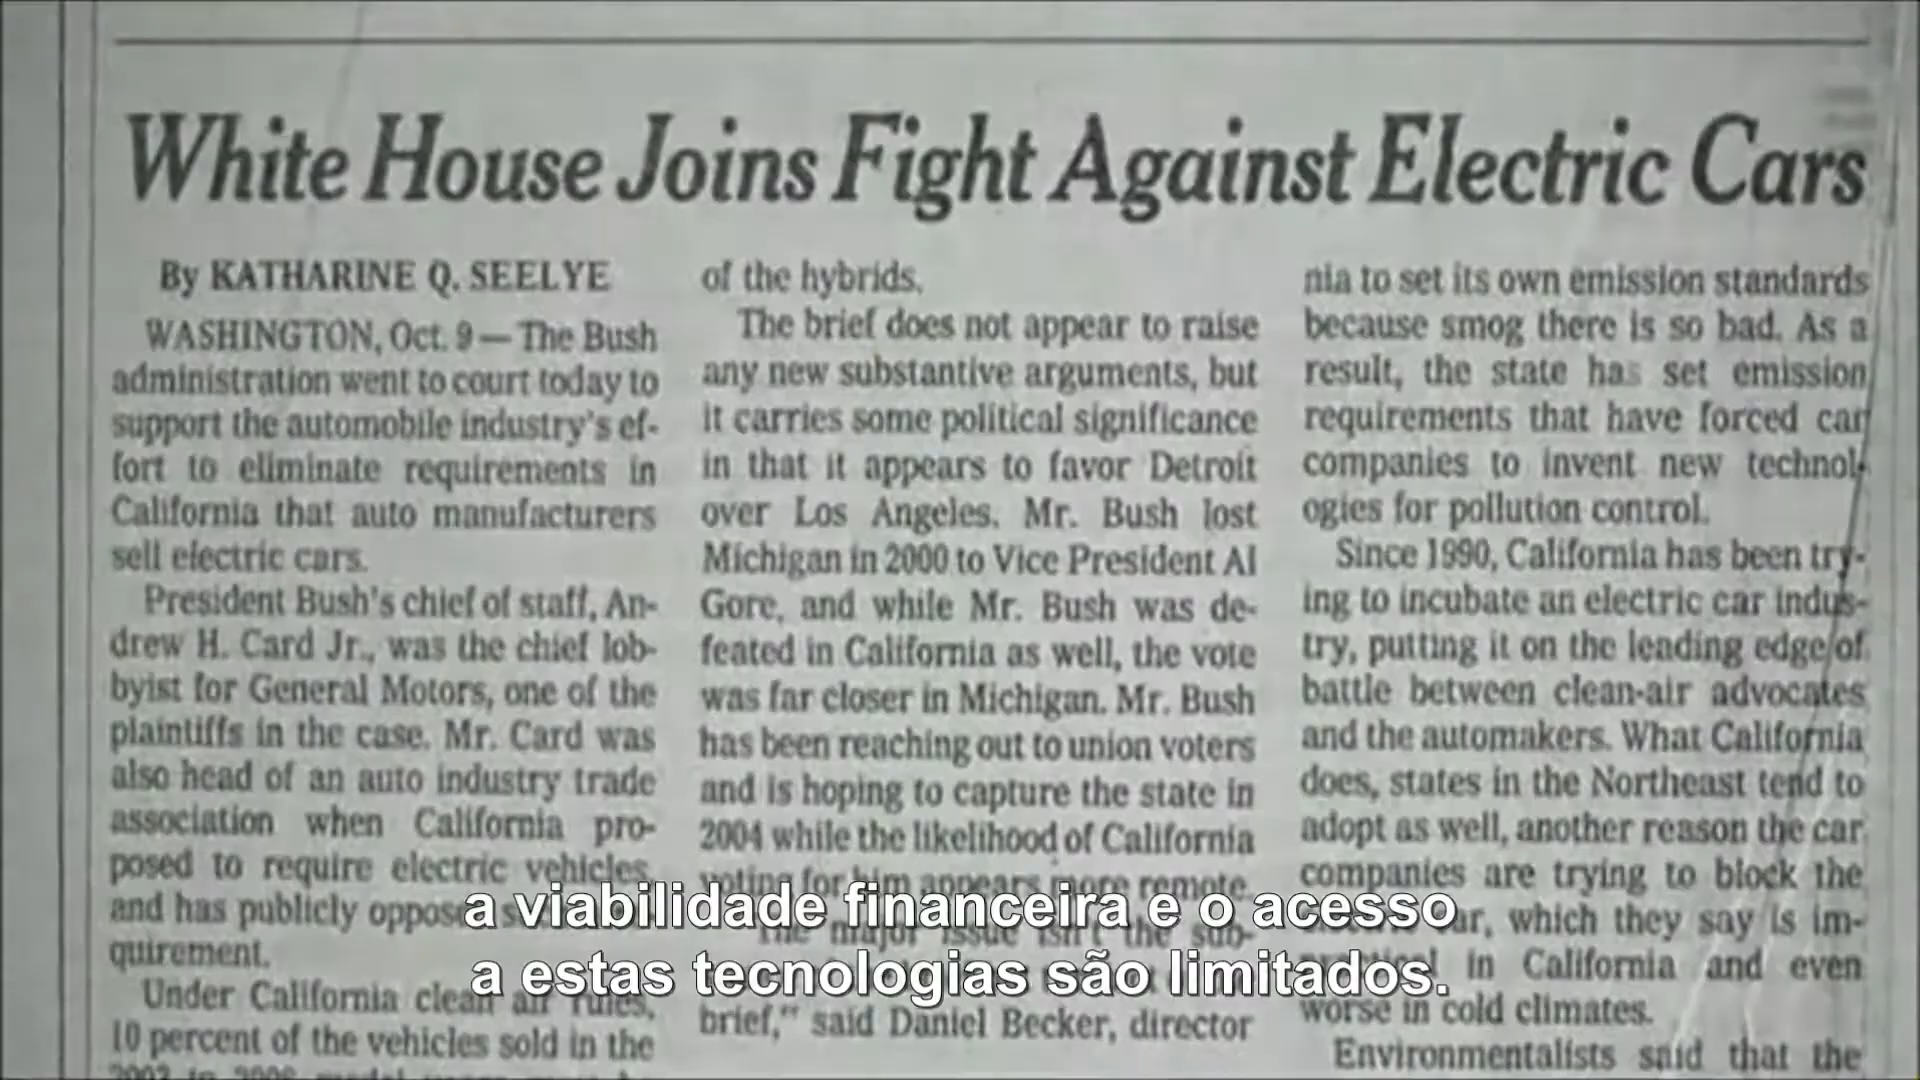 White House Joins Fight Against Electric Cars
By KATHARINE Q. SEELYE
WASHINGTON, Oct. 9—The Bush
administration went to court today to
support the automobile industry's ef-
fort to eliminate requirements in
California that auto manufacturers
sell electric cars.
President Bush's chief of staff, An-
drew H. Card Jr., was the chief lob-
byist for General Motors, one of the
plaintiffs in the case. Mr. Card was
also head of an auto industry trade
association when California pro-
posed to require electric vehicles
and has publicly
quirement.
Under California clean air rules,
10 percent of the vehicles sold in the
of the hybrids.
The brief does not appear to raise
any new substantive arguments, but
it carries some political significance
in that it appears to favor Detroit
over Los Angeles. Mr. Bush lost
Michigan in 2000 to Vice President Al
Gore, and while Mr. Bush was de-
feated in California as well, the vote
was far closer in Michigan. Mr. Bush
has been reaching out to union voters
and is hoping to capture the state in
2004 while the likelihood of California
voting for him appears more remote.
The major issue isn't the sub-
brief," said Daniel Becker, director
nia to set its own emission standards
because smog there is so bad. As a
result, the state has set emission
requirements that have forced car
companies to invent new technol-
ogies for pollution control.
Since 1990, California has been try-
ing to incubate an electric car indus-
try, putting it on the leading edge of
battle between clean-air advocates
and the automakers. What California
does, states in the Northeast tend to
adopt as well, another reason the car
companies are trying to block the
which they say is im-
in California and even
worse in cold climates.
Environmentalists said that the
a viabilidade financeira e o acesso
a estas tecnologias são limitados.